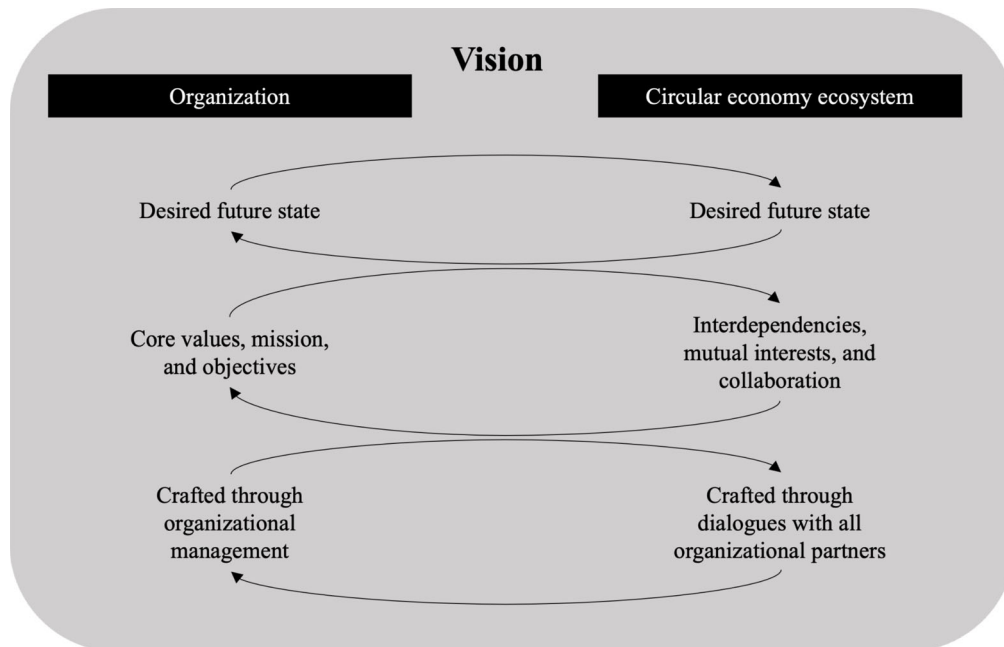 Vision
Organization
Circular economy ecosystem
Desired future state
Desired future state
Core values, mission,
and objectives
Interdependencies,
mutual interests, and
collaboration
Crafted through
organizational
management
Crafted through
dialogues with all
organizational partners